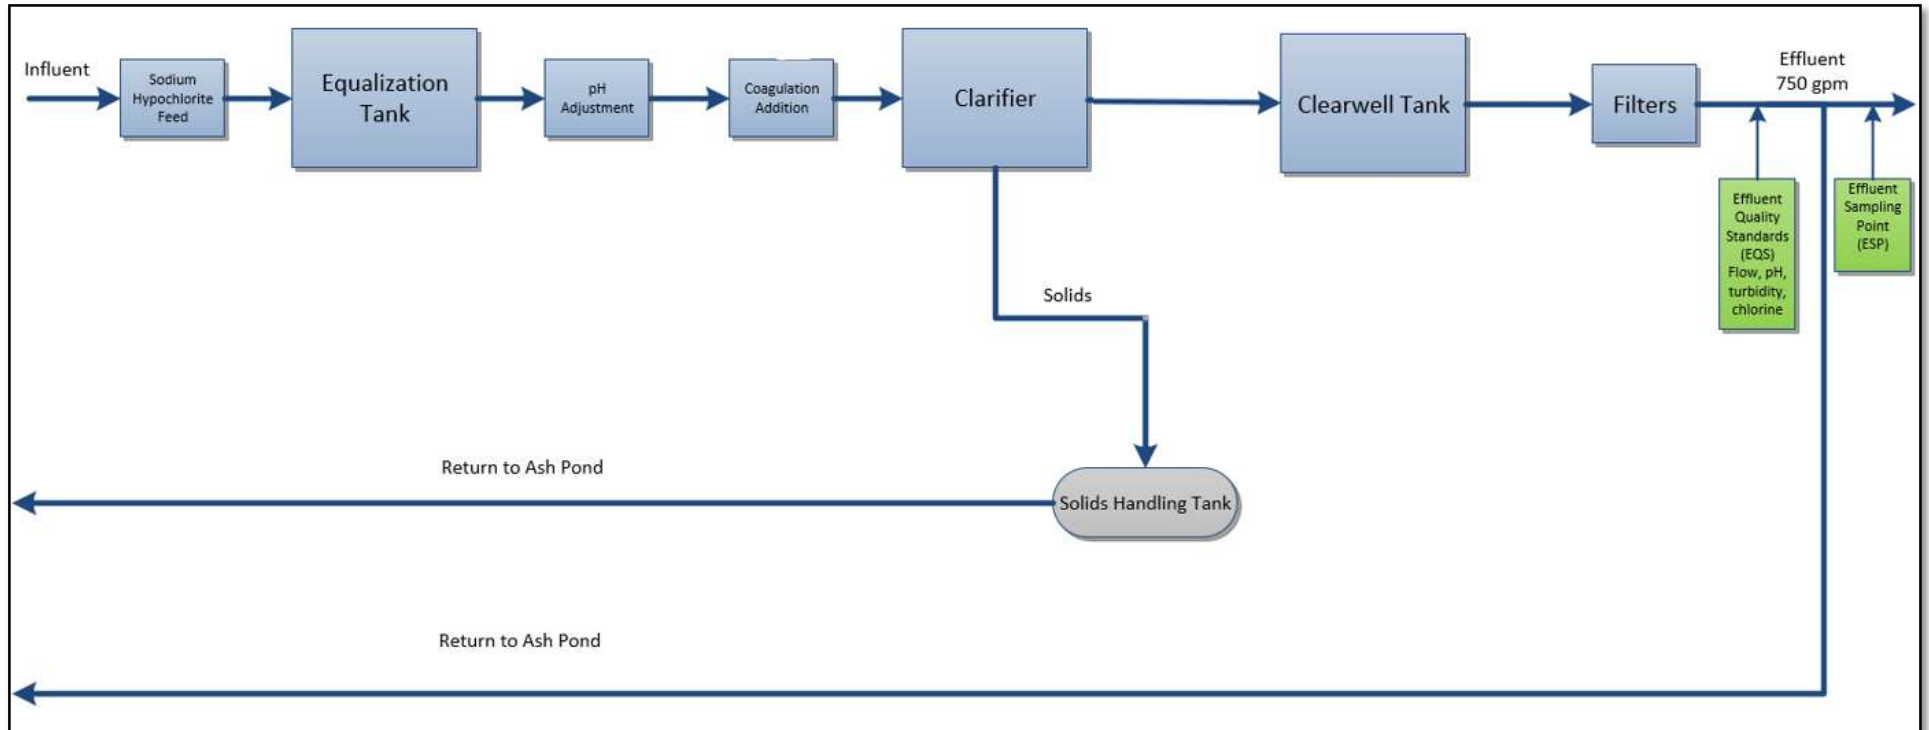 Influent
Sodium
Hypochlorite
Feed
Equalization
Tank
pH
Adjustment
Coagulation
Addition
Clarifier
Clearwell Tank
Filters
Effluent
750 gpm
Effluent
Quality
Standards
(EQS)
Flow, pH,
turbidity,
chlorine
Effluent
Sampling
Point
(ESP)
Solids
Return to Ash Pond
Solids Handling Tank
Return to Ash Pond